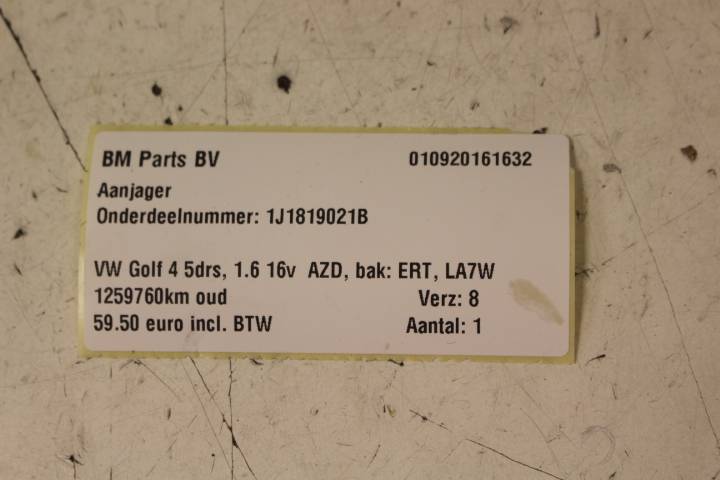 BM Parts BV 010920161632
Aanjager
Onderdeelnummer: 1J1819021B
VW Golf 4 5drs, 1.6 16v AZD, bak: ERT, LA7W
1259760km oud Verz: 8
59.50 euro incl. BTW Aantal: 1